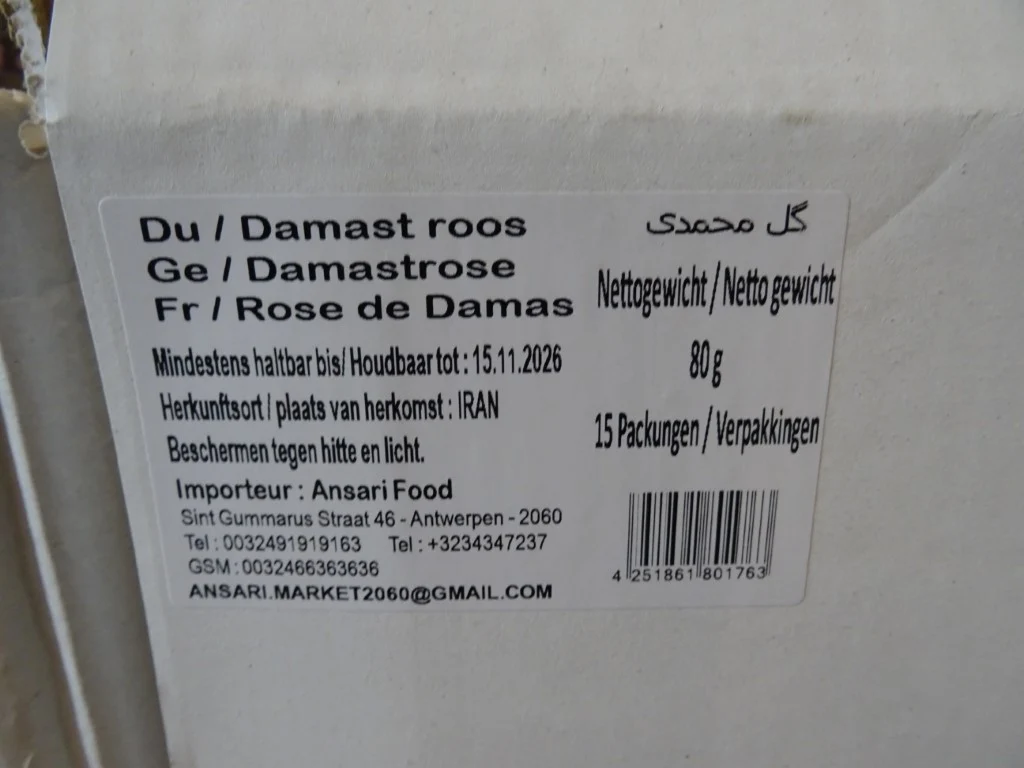 Du / Damast roos
Ge / Damastrose
Fr / Rose de Damas
Mindestens haltbar bis/ Houdbaar tot : 15.11.2026
Herkunftsort / plaats van herkomst : IRAN
Beschermen tegen hitte en licht.
Importeur : Ansari Food
Sint Gummarus Straat 46 - Antwerpen - 2060
Tel : 0032491919163 Tel : +3234347237
GSM : 0032466363636
ANSARI.MARKET2060@GMAIL.COM
گل محمدی
Nettogewicht / Netto gewicht
80 g
15 Packungen / Verpakkingen
4 251861 801763